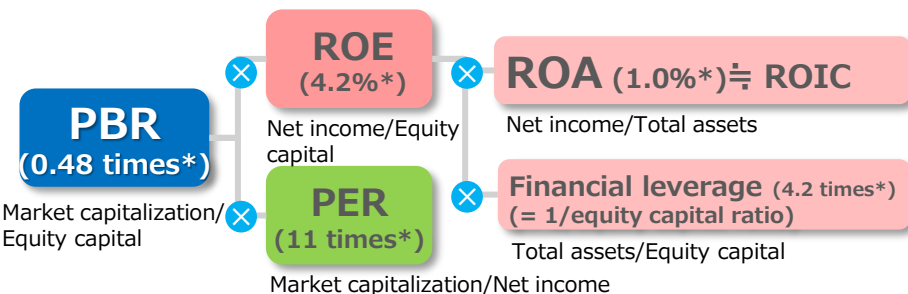 PBR
(0.48 times*)
Market capitalization/
Equity capital
×
ROE
(4.2%*)
Net income/Equity
capital
×
PER
(11 times*)
Market capitalization/Net income
×
ROA (1.0%*)≒ ROIC
Net income/Total assets
×
Financial leverage (4.2 times*)
(= 1/equity capital ratio)
Total assets/Equity capital